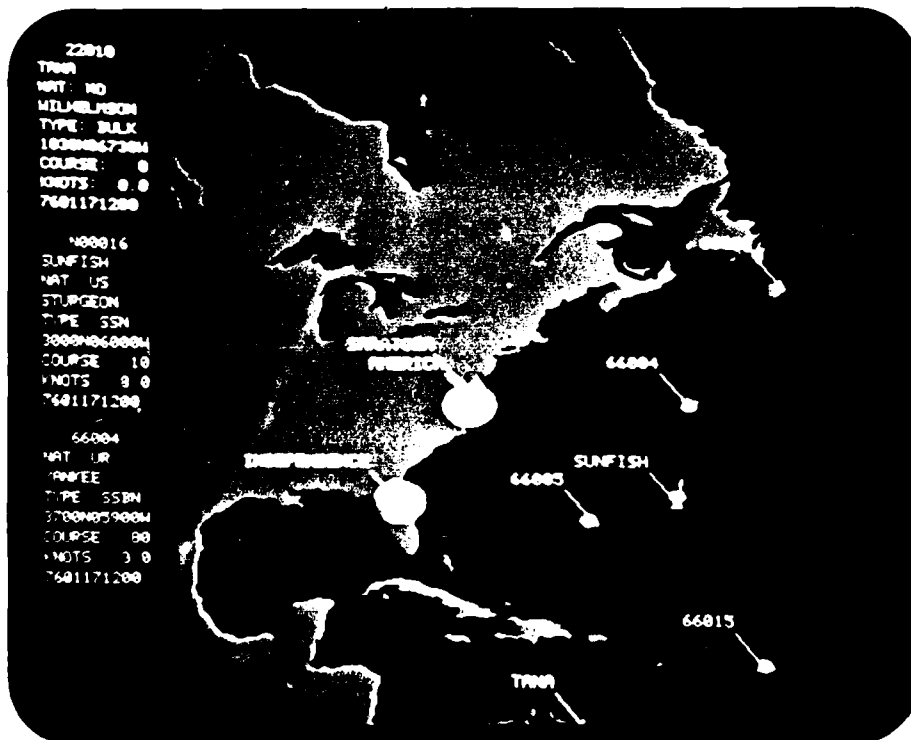 22010
TANA
NAT: NO
WILHELMSON
TYPE: BULK
1830N06730W
COURSE: 0
KNOTS: 0.0
7601171200
N00016
SUNFISH
NAT US
STURGEON
TYPE SSN
3000N06000W
COURSE 10
KNOTS 8.0
7601171200
66004
NAT UR
YANKEE
TYPE SSBN
3700N05900W
COURSE 80
KNOTS 3.0
7601171200
SARATOGA
AMERICA
66004
INDEPENDENCE
66005
SUNFISH
66015
TANA